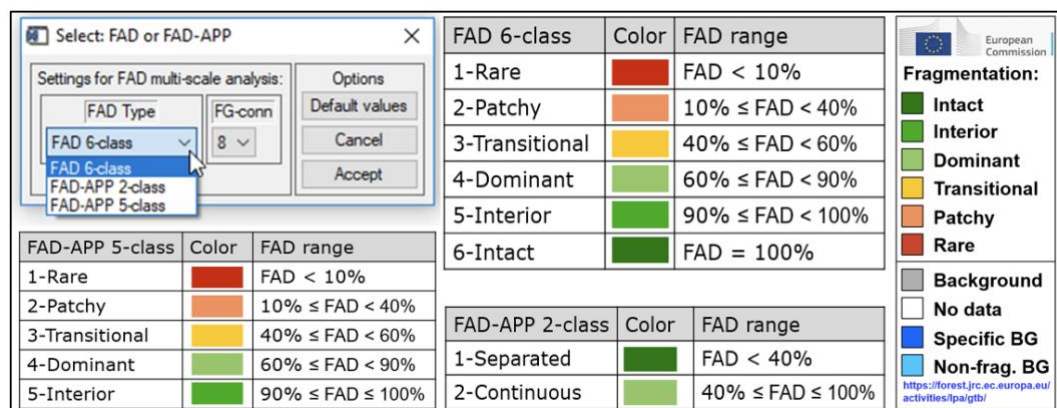 Select: FAD or FAD-APP
Settings for FAD multi-scale analysis:
FAD Type
FG-conn
FAD 6-class
8
FAD 6-class
FAD-APP 2-class
FAD-APP 5-class
Options
Default values
Cancel
Accept
FAD-APP 5-class Color FAD range
1-Rare FAD < 10%
2-Patchy 10% ≤ FAD < 40%
3-Transitional 40% ≤ FAD < 60%
4-Dominant 60% ≤ FAD < 90%
5-Interior 90% ≤ FAD ≤ 100%
FAD 6-class Color FAD range
1-Rare FAD < 10%
2-Patchy 10% ≤ FAD < 40%
3-Transitional 40% ≤ FAD < 60%
4-Dominant 60% ≤ FAD < 90%
5-Interior 90% ≤ FAD < 100%
6-Intact FAD = 100%
FAD-APP 2-class Color FAD range
1-Separated FAD < 40%
2-Continuous 40% ≤ FAD ≤ 100%
European
Commission
Fragmentation:
Intact
Interior
Dominant
Transitional
Patchy
Rare
Background
No data
Specific BG
Non-frag. BG
https://forest.jrc.ec.europa.eu/
activities/lpa/gtb/